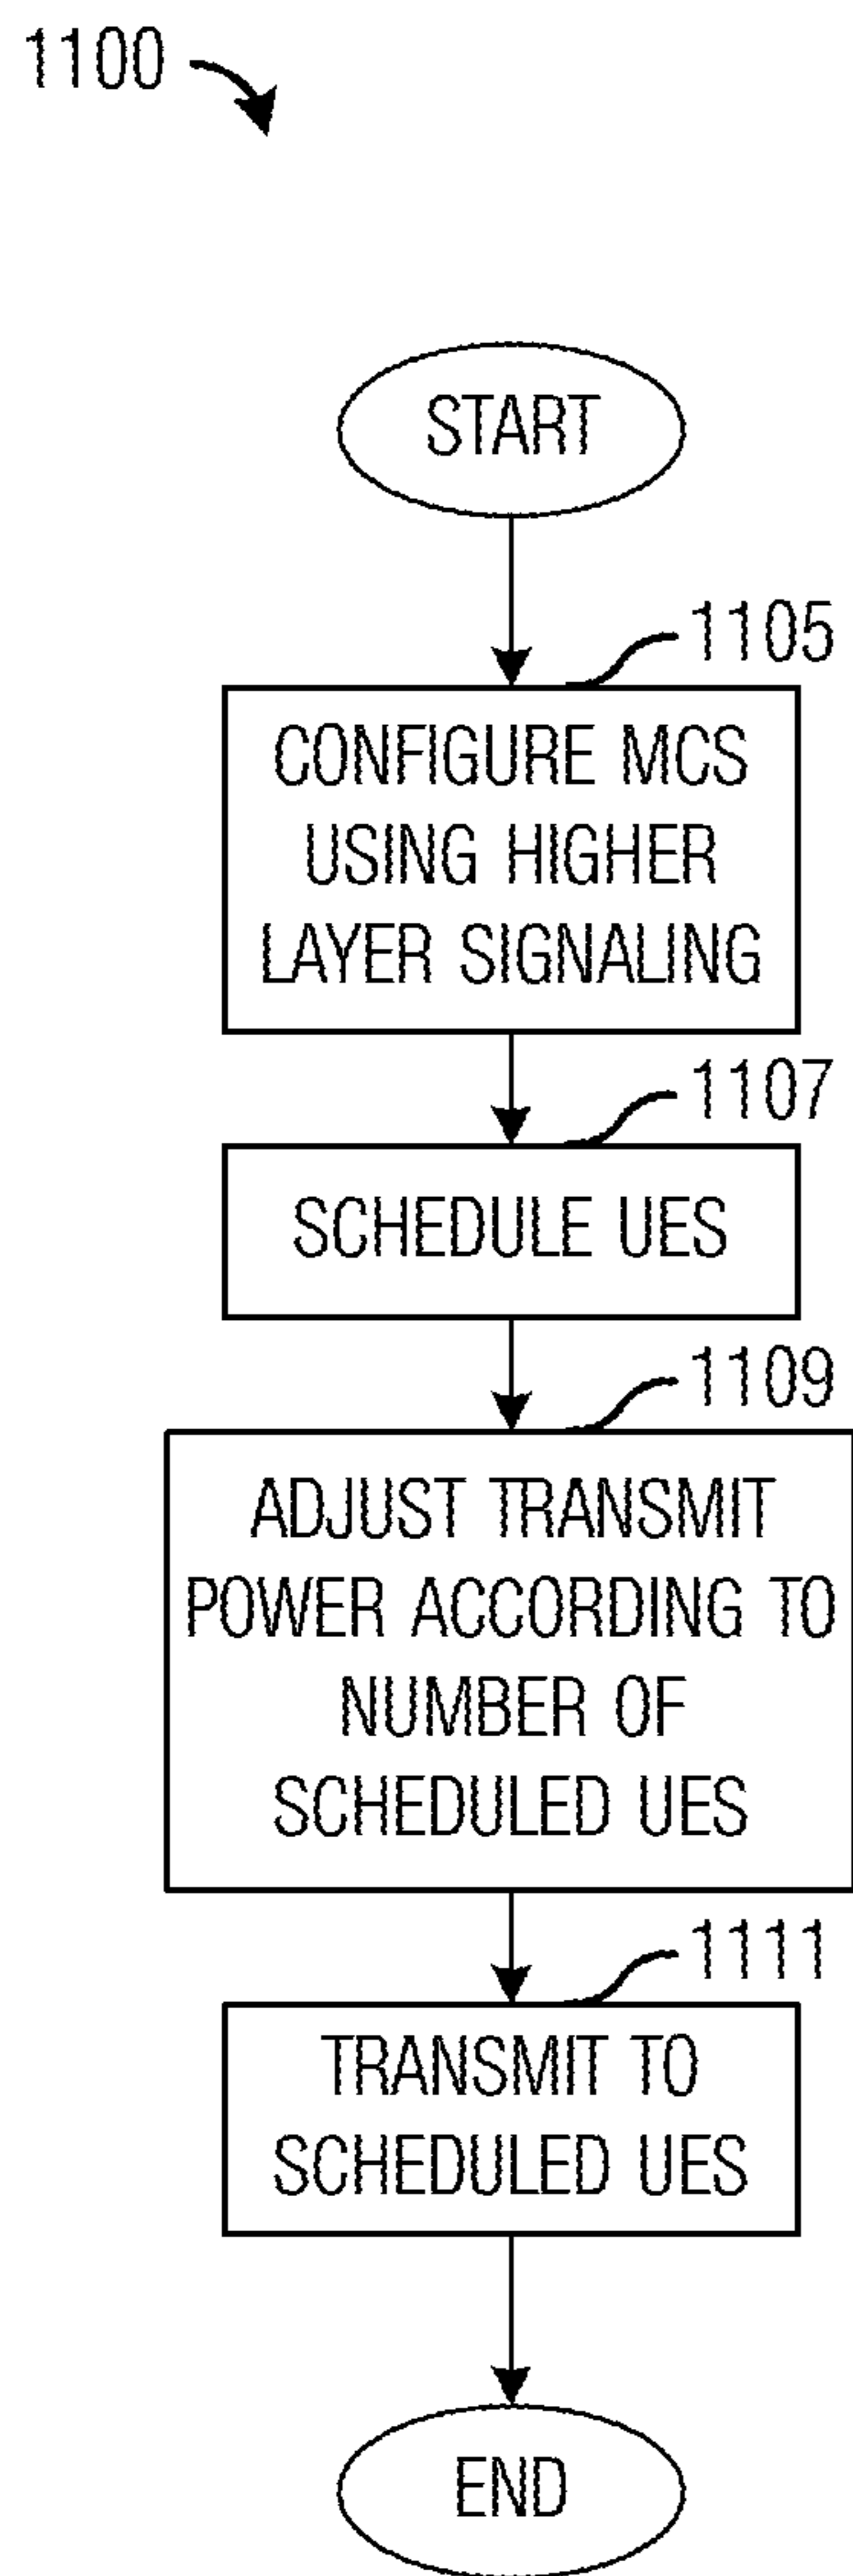 1100
START
1105
CONFIGURE MCS
USING HIGHER
LAYER SIGNALING
1107
SCHEDULE UES
1109
ADJUST TRANSMIT
POWER ACCORDING TO
NUMBER OF
SCHEDULED UES
1111
TRANSMIT TO
SCHEDULED UES
END